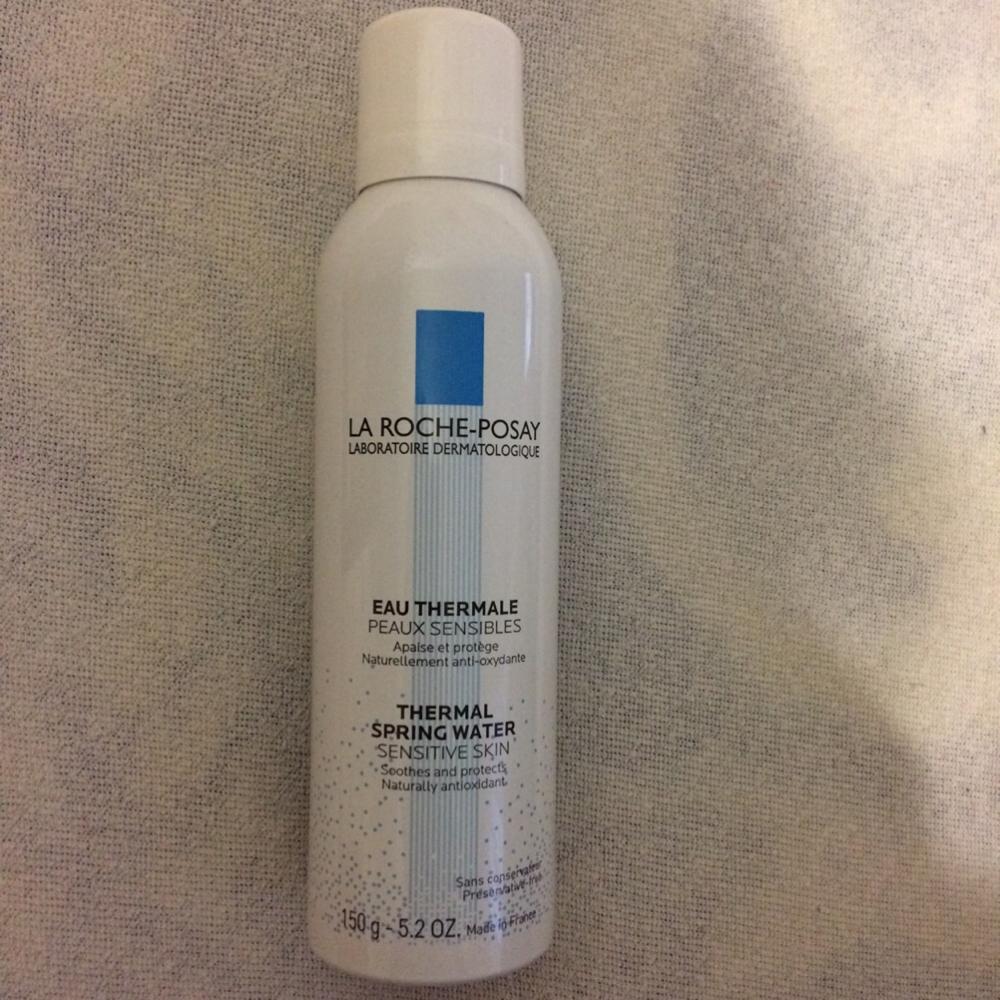 LA ROCHE-POSAY
LABORATOIRE DERMATOLOGIQUE
EAU THERMALE
PEAUX SENSIBLES
Apaise et protège
Naturellement anti-oxydante
THERMAL
SPRING WATER
SENSITIVE SKIN
Soothes and protects
Naturally antioxidant
Sans conservateur
Preservative-free
150 g - 5.2 OZ. Made in France